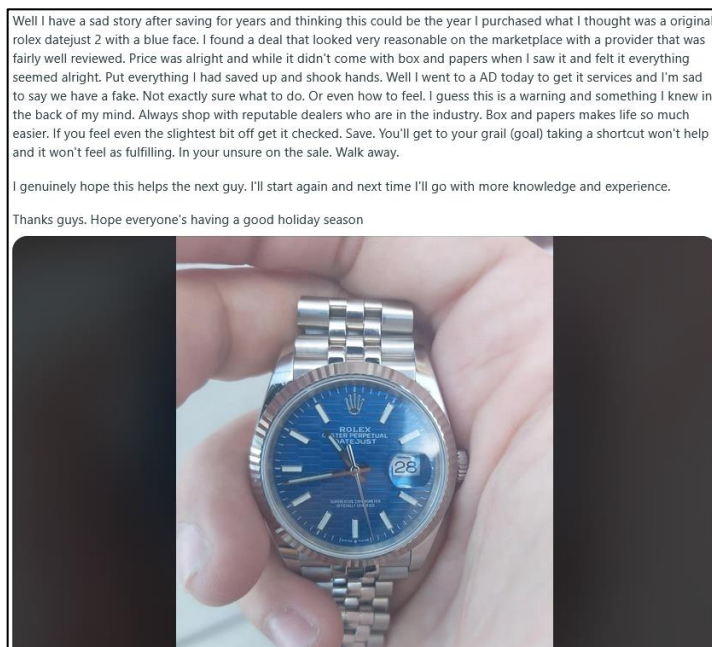 Well I have a sad story after saving for years and thinking this could be the year I purchased what I thought was a original
rolex datejust 2 with a blue face. I found a deal that looked very reasonable on the marketplace with a provider that was
fairly well reviewed. Price was alright and while it didn't come with box and papers when I saw it and felt it everything
seemed alright. Put everything I had saved up and shook hands. Well I went to a AD today to get it services and I'm sad
to say we have a fake. Not exactly sure what to do. Or even how to feel. I guess this is a warning and something I knew in
the back of my mind. Always shop with reputable dealers who are in the industry. Box and papers makes life so much
easier. If you feel even the slightest bit off get it checked. Save. You'll get to your grail (goal) taking a shortcut won't help
and it won't feel as fulfilling. In your unsure on the sale. Walk away.
I genuinely hope this helps the next guy. I'll start again and next time I'll go with more knowledge and experience.
Thanks guys. Hope everyone's having a good holiday season
ROLEX
PERPETUAL
DATEJUST
28